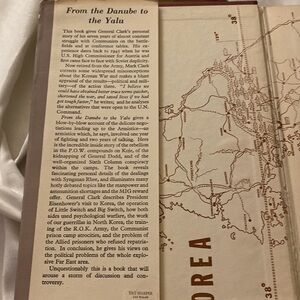 From the Danube to
the Yalu
This book gives General Clark's personal
story of his seven years of almost constant
struggle with Communists on the battle-
fields and at conference tables. His ex-
perience dates back to 1945 when he was
U.S. High Commissioner for Austria and
first came face to face with Soviet duplicity.
Now retired from the Army, Mark Clark
corrects some widespread misconceptions
about the Korean War and makes a blunt
appraisal of the results—political and mili-
tary—of the action there. "I believe we
could have obtained better truce terms quicker,
shortened the war, and saved lives if we had
got tough faster," he writes; and he analyzes
the alternatives that were open to the U.N.
Command.
From the Danube to the Yalu gives a
blow-by-blow account of the delicate nego-
tiations leading up to the Armistice—ne-
gotiations which, he says, involved one year
of fighting and two years of talking. Here
is the incredible inside story of the rebellion
in the P.O.W. compounds on Koje, of the
kidnapping of General Dodd, and of the
well-organized Sixth Column conspiracy
within the camps. The book reveals
fascinating personal details of the dealings
with Syngman Rhee, and illuminates many
hotly debated topics like the manpower and
ammunition shortages and the MIG reward
offer. General Clark describes President
Eisenhower's visit to Korea, the operation
of Little Switch and Big Switch, how both
sides used psychological warfare, the work of
our guerrillas in North Korea, the train-
ing of the R.O.K. Army, the Communist
prison camp atrocities, and the problem of
the Allied prisoners who refused repatria-
tion. In conclusion, he gives his views on
the political problems of the whole explo-
sive Far East area.
Unquestionably this is a book that will
arouse a storm of discussion and con-
troversy.
38°
OREA
38°